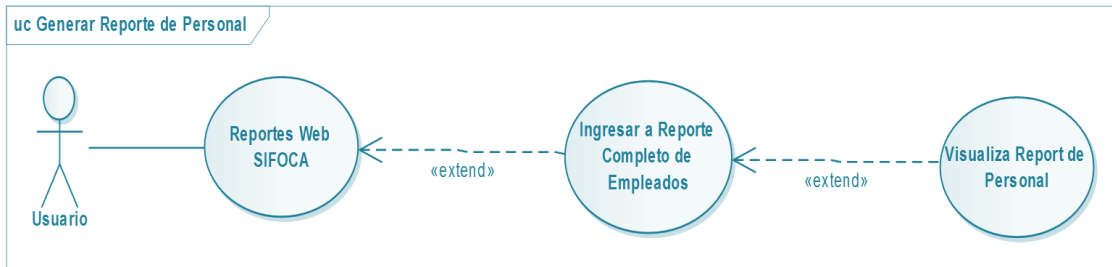 uc Generar Reporte de Personal
Usuario
Reportes Web
SIFOCA
«extend»
Ingresar a Reporte
Completo de
Empleados
«extend»
Visualiza Report de
Personal